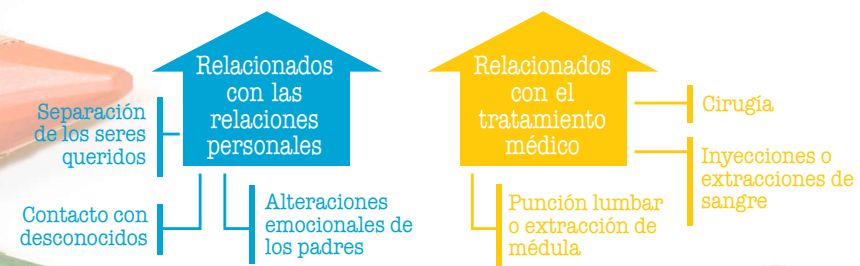 Relacionados
con las
relaciones
personales
Separación
de los seres
queridos
Contacto con
desconocidos
Alteraciones
emocionales de
los padres
Relacionados
con el
tratamiento
médico
Cirugía
Inyecciones o
extracciones de
sangre
Punción lumbar
o extracción de
médula